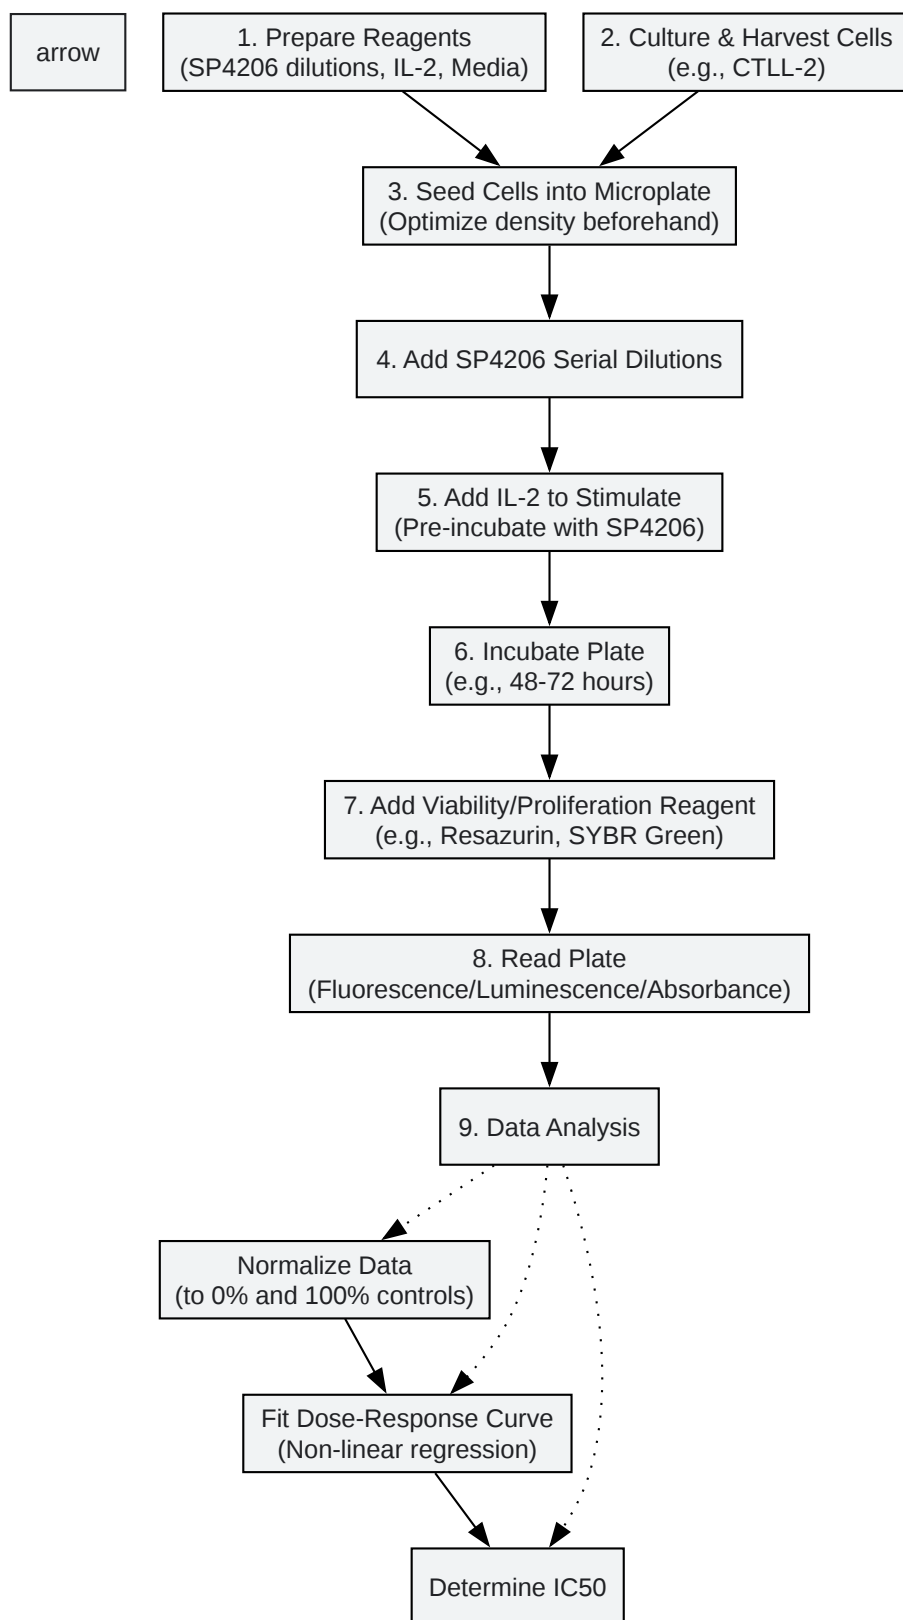 arrow
1. Prepare Reagents
(SP4206 dilutions, IL-2, Media)
2. Culture & Harvest Cells
(e.g., CTLL-2)
3. Seed Cells into Microplate
(Optimize density beforehand)
4. Add SP4206 Serial Dilutions
5. Add IL-2 to Stimulate
(Pre-incubate with SP4206)
6. Incubate Plate
(e.g., 48-72 hours)
7. Add Viability/Proliferation Reagent
(e.g., Resazurin, SYBR Green)
8. Read Plate
(Fluorescence/Luminescence/Absorbance)
9. Data Analysis
Normalize Data
(to 0% and 100% controls)
Fit Dose-Response Curve
(Non-linear regression)
Determine IC50